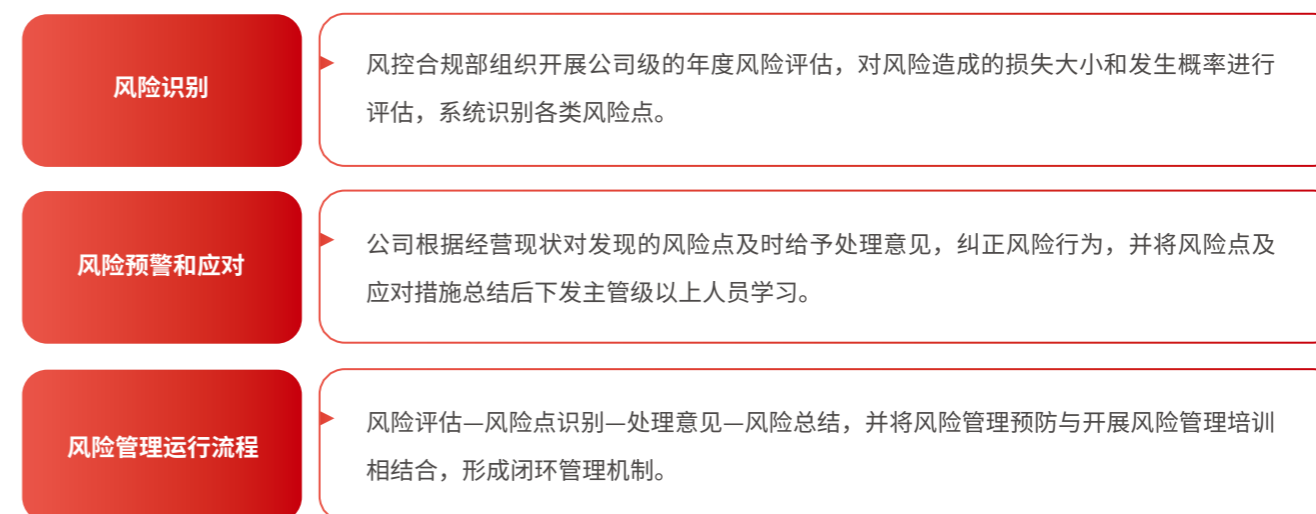 风险识别
风控合规部组织开展公司级的年度风险评估，对风险造成的损失大小和发生概率进行
评估，系统识别各类风险点。
风险预警和应对
公司根据经营现状对发现的风险点及时给予处理意见，纠正风险行为，并将风险点及
应对措施总结后下发主管级以上人员学习。
风险管理运行流程
风险评估—风险点识别—处理意见—风险总结，并将风险管理预防与开展风险管理培训
相结合，形成闭环管理机制。